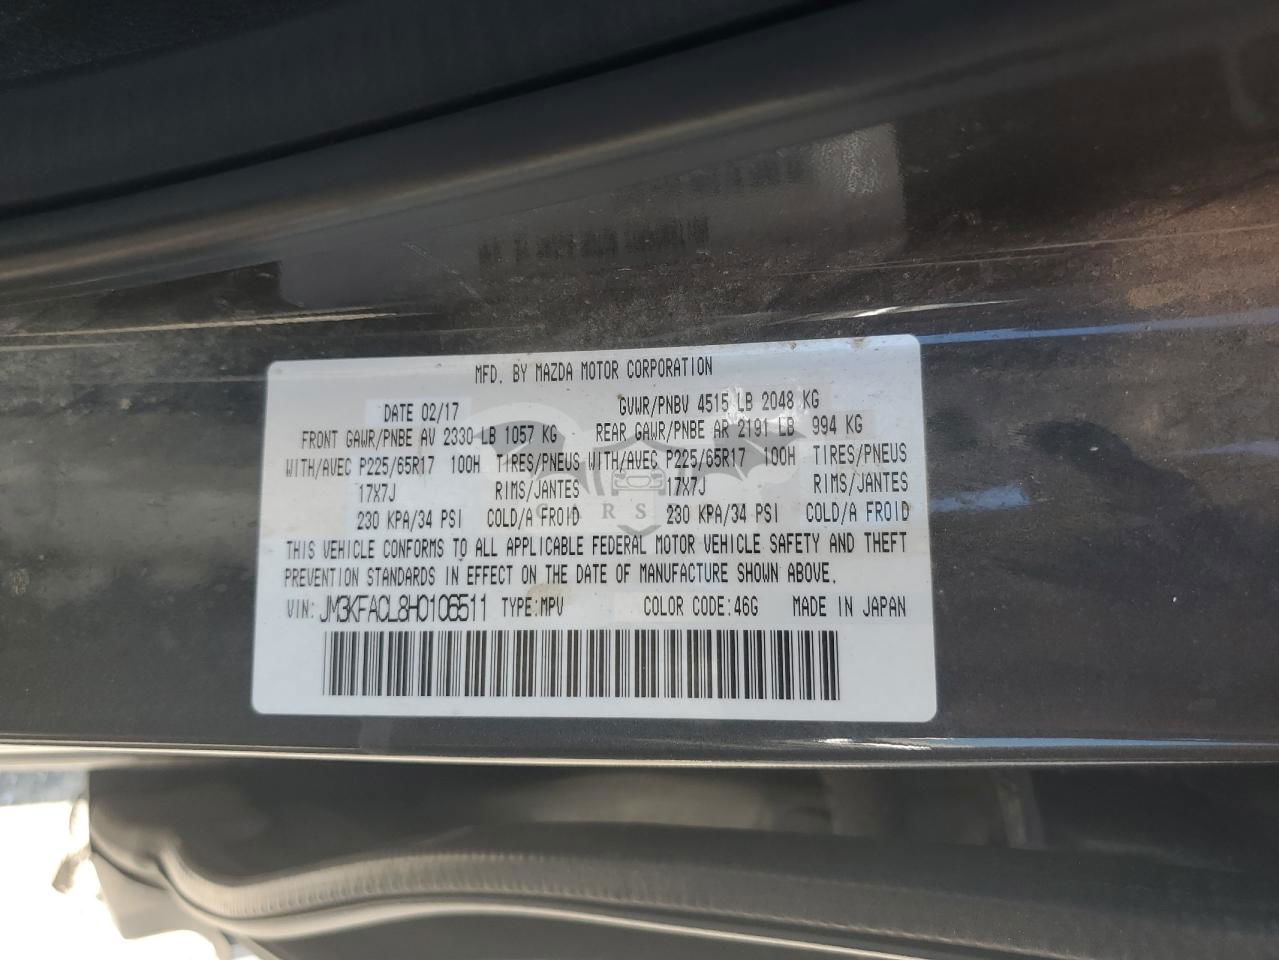 MFD. BY MAZDA MOTOR CORPORATION
DATE 02/17 GVWR/PNBV 4515 LB 2048 KG
FRONT GAWR/PNBE AV 2330 LB 1057 KG REAR GAWR/PNBE AR 2191 LB 994 KG
WITH/AVEC P225/65R17 100H TIRES/PNEUS WITH/AVEC P225/65R17 100H TIRES/PNEUS
17X7J RIMS/JANTES 17X7J RIMS/JANTES
230 KPA/34 PSI COLD/A FROID 230 KPA/34 PSI COLD/A FROID
THIS VEHICLE CONFORMS TO ALL APPLICABLE FEDERAL MOTOR VEHICLE SAFETY AND THEFT
PREVENTION STANDARDS IN EFFECT ON THE DATE OF MANUFACTURE SHOWN ABOVE.
VIN: JM3KFACL8H0106511 TYPE:MPV COLOR CODE:46G MADE IN JAPAN